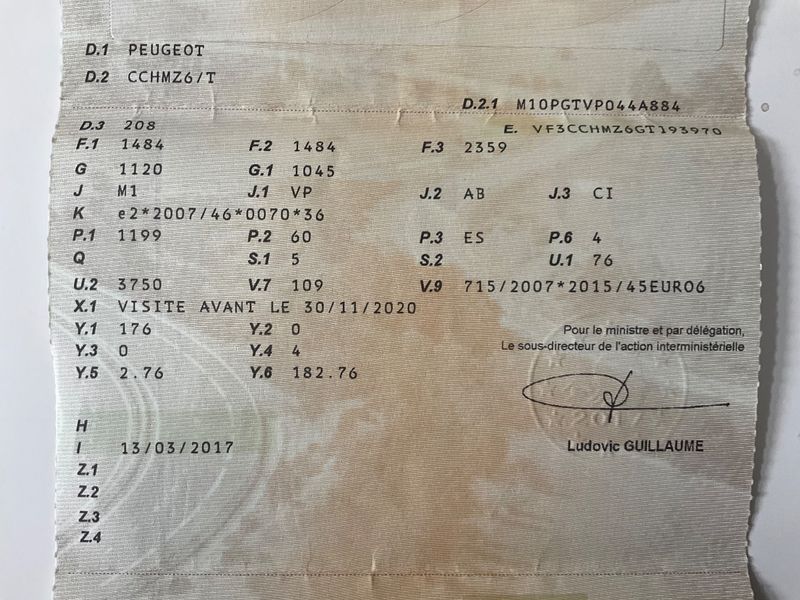 D.1 PEUGEOT
D.2 CCHMZ6/T
D.2.1 M10PGTVP044A884
D.3 208
E. VF3CCHMZ6GT193970
F.1 1484 F.2 1484 F.3 2359
G 1120 G.1 1045
J M1 J.1 VP J.2 AB J.3 CI
K e2*2007/46*0070*36
P.1 1199 P.2 60 P.3 ES P.6 4
Q S.1 5 S.2 U.1 76
U.2 3750 V.7 109 V.9 715/2007*2015/45EURO6
X.1 VISITE AVANT LE 30/11/2020
Y.1 176 Y.2 0
Y.3 0 Y.4 4
Y.5 2.76 Y.6 182.76
Pour le ministre et par délégation,
Le sous-directeur de l'action interministérielle
Ludovic GUILLAUME
H
I 13/03/2017
Z.1
Z.2
Z.3
Z.4